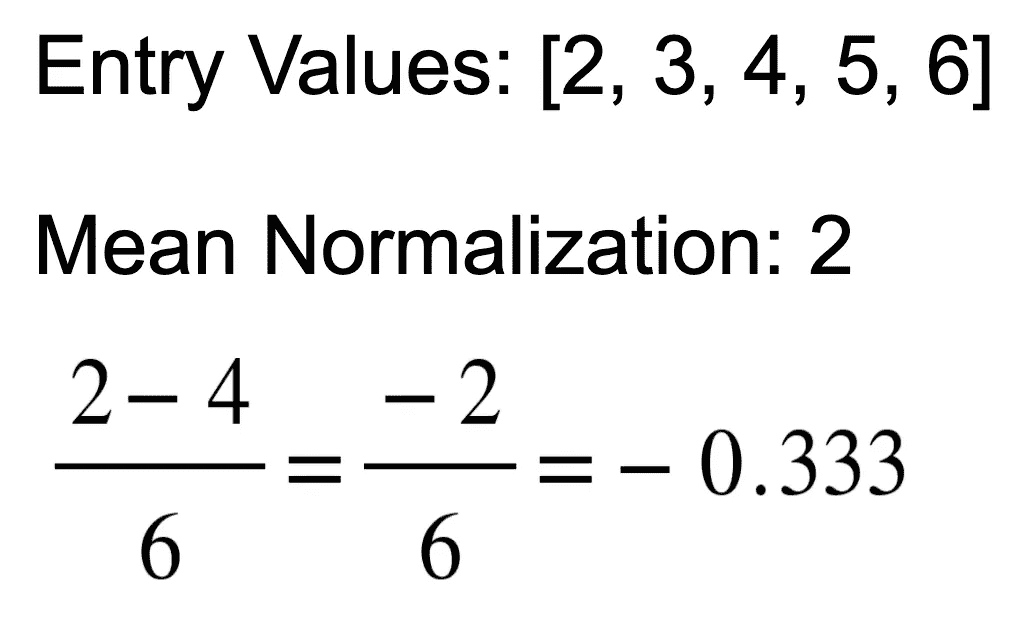 Entry Values: [2, 3, 4, 5, 6]
Mean Normalization: 2
2 − 4 − 2
= = − 0.333
6 6